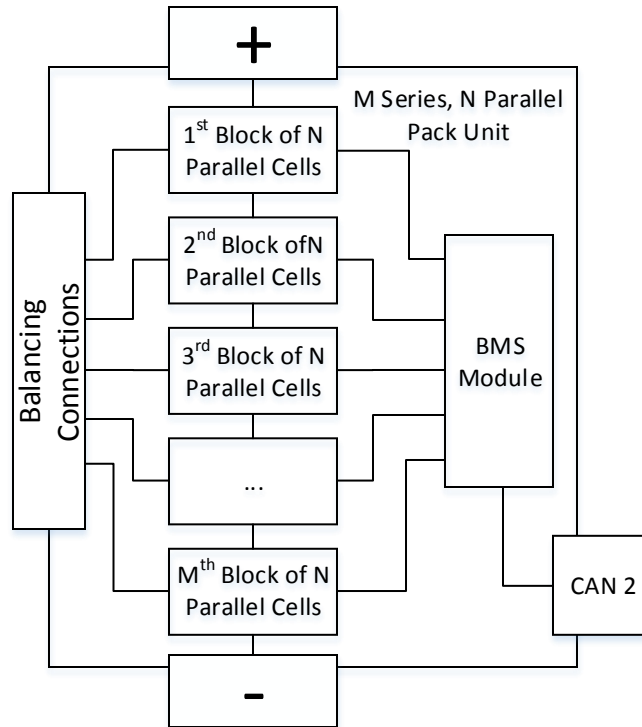 +
M Series, N Parallel
Pack Unit
1st Block of N
Parallel Cells
2nd Block ofN
Parallel Cells
3rd Block of N
Parallel Cells
...
Mth Block of N
Parallel Cells
-
Balancing
Connections
BMS
Module
CAN 2